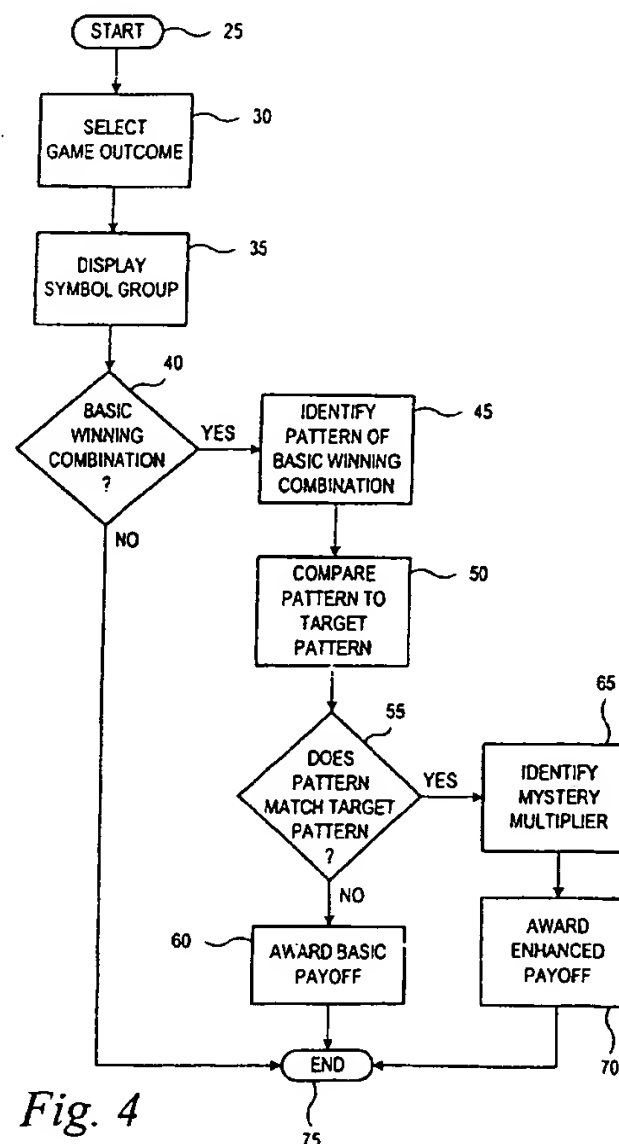 START
25
SELECT
GAME OUTCOME
30
DISPLAY
SYMBOL GROUP
35
BASIC
WINNING
COMBINATION
?
40
YES
NO
IDENTIFY
PATTERN OF
BASIC WINNING
COMBINATION
45
COMPARE
PATTERN TO
TARGET
PATTERN
50
DOES
PATTERN
MATCH TARGET
PATTERN
?
55
YES
NO
IDENTIFY
MYSTERY
MULTIPLIER
65
60
AWARD BASIC
PAYOFF
AWARD
ENHANCED
PAYOFF
70
END
75
Fig. 4